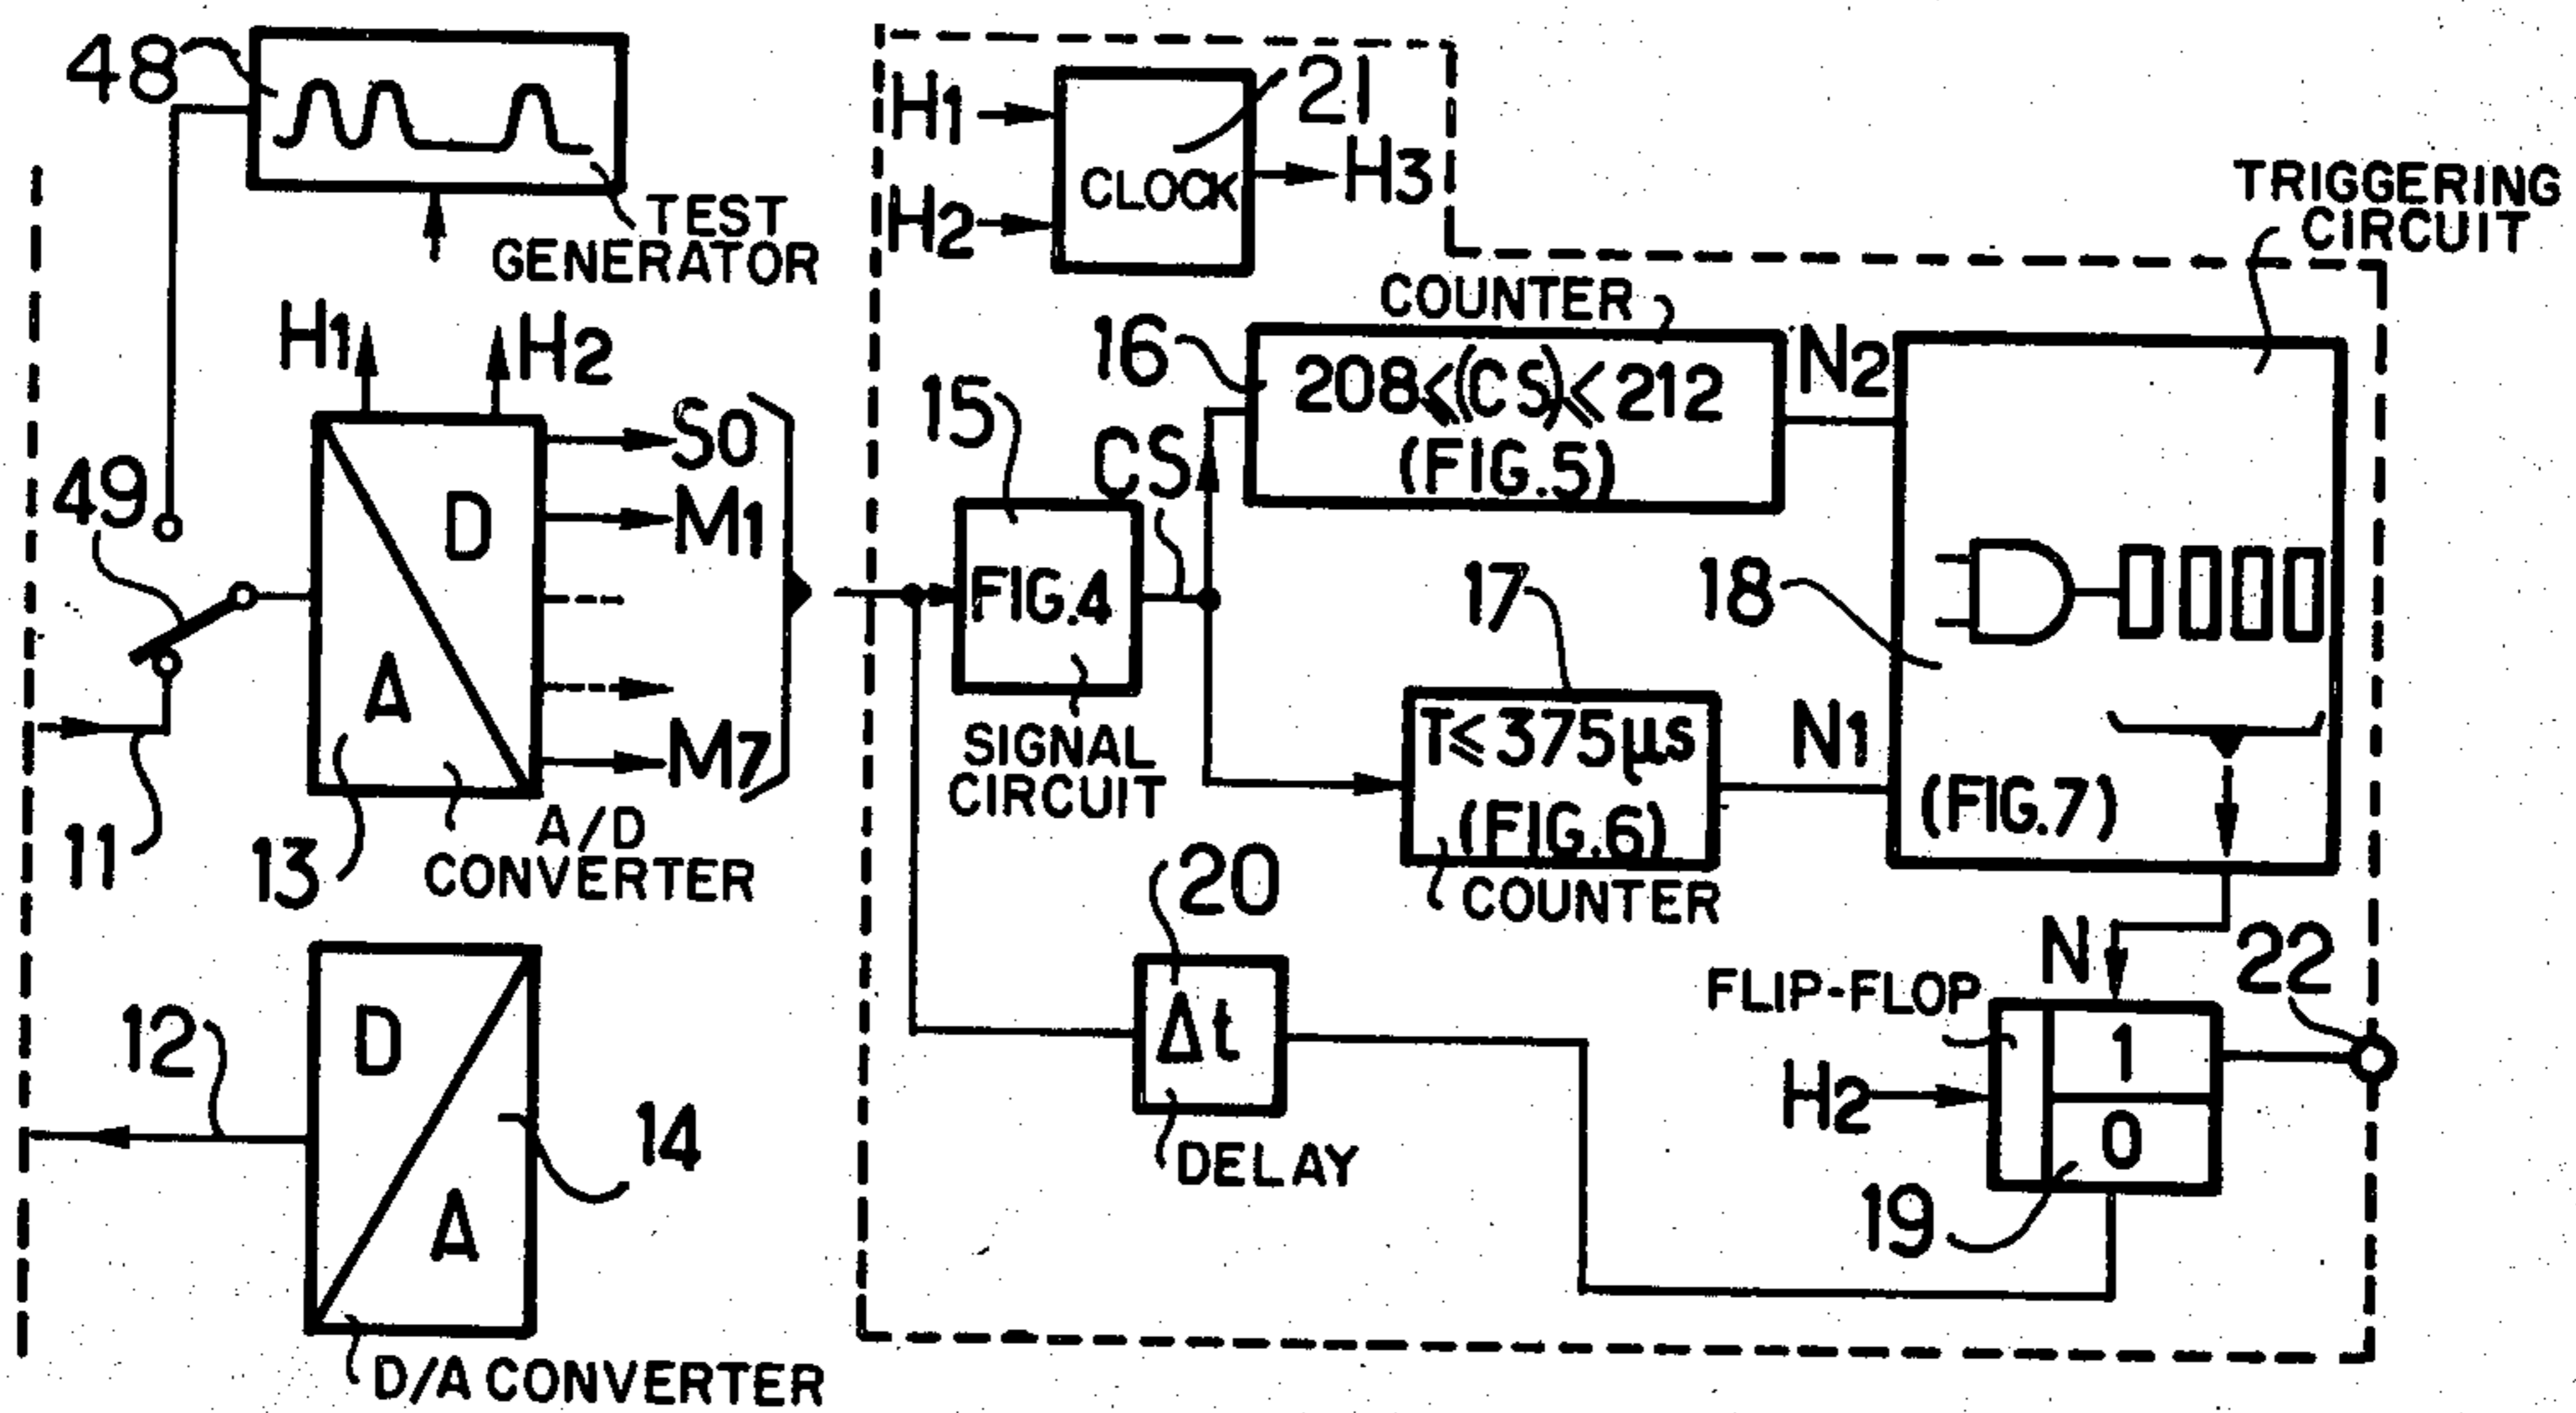 48
TEST
GENERATOR
H1
H2
CLOCK
21
H3
TRIGGERING
CIRCUIT
COUNTER
16
208⩽(CS)⩽212
(FIG.5)
N2
H1
H2
S0
M1
M7
49
D
A
11
13
A/D
CONVERTER
15
CS
FIG.4
SIGNAL
CIRCUIT
17
T⩽375µs
(FIG.6)
COUNTER
N1
18
(FIG.7)
20
Δt
DELAY
N
22
FLIP-FLOP
H2
1
0
19
12
D
A
14
D/A CONVERTER